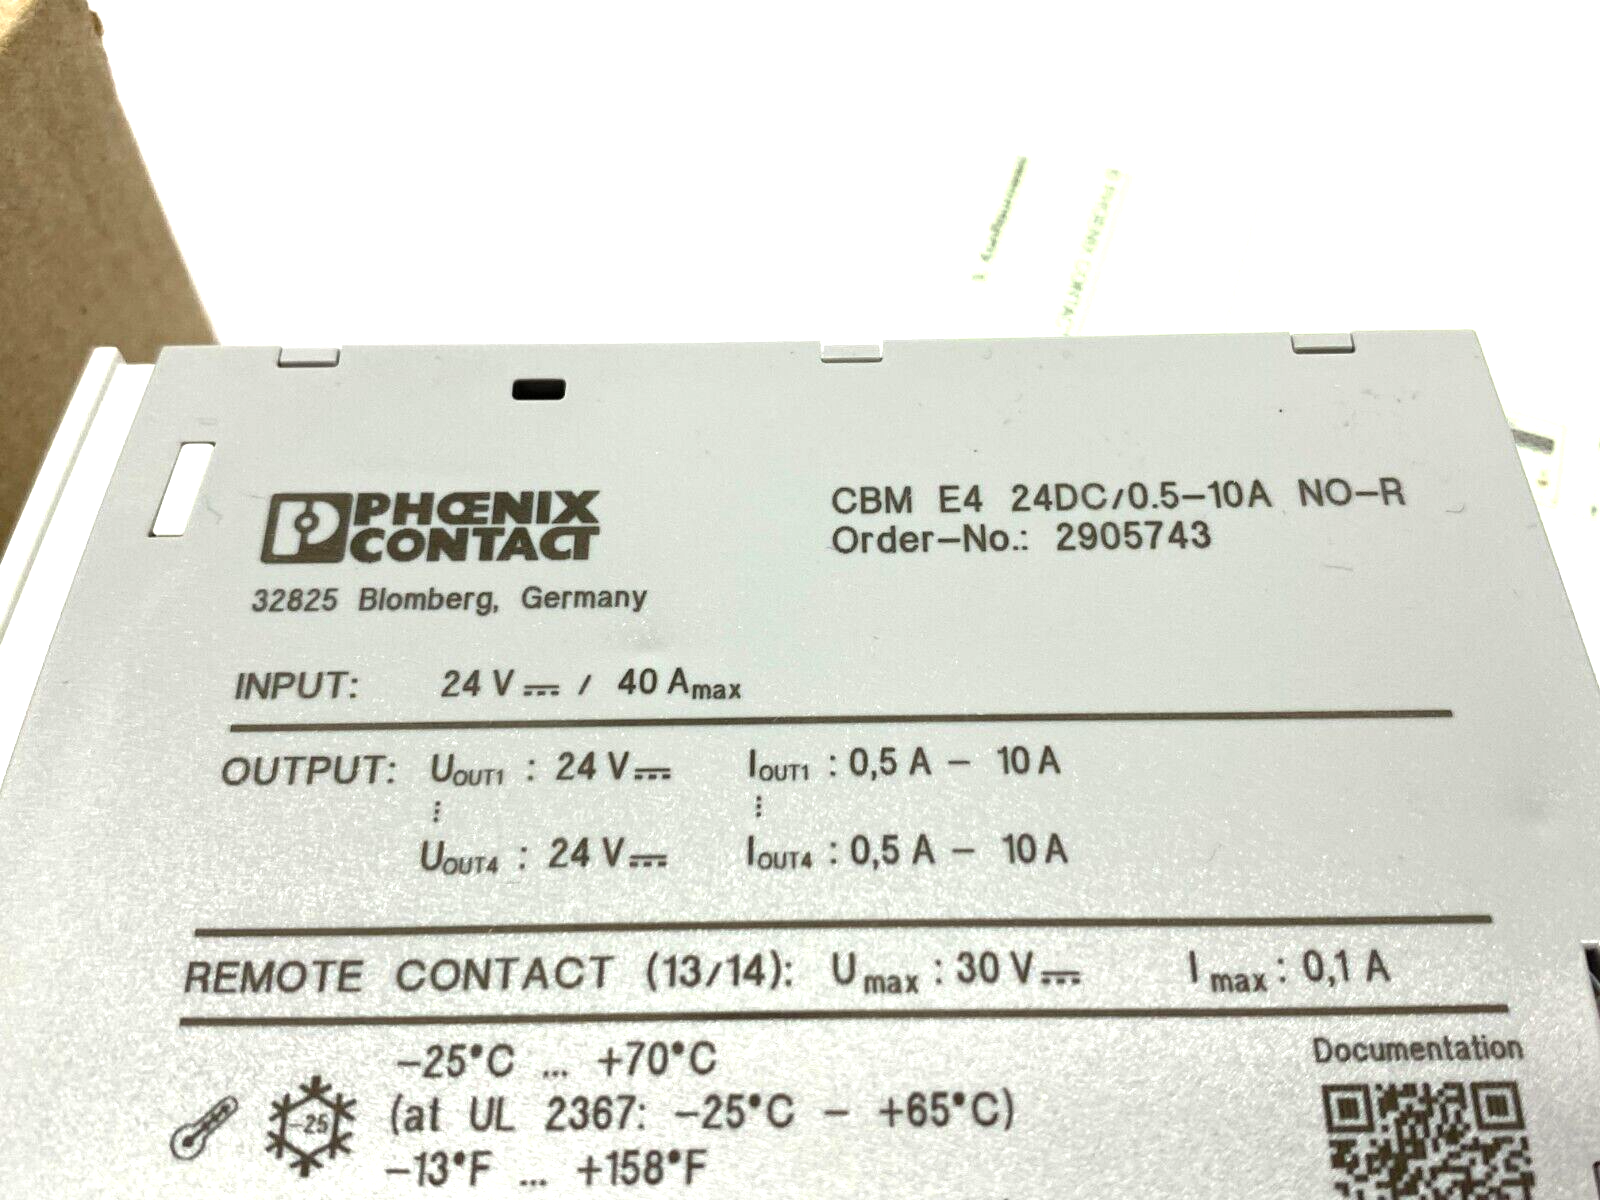 PHŒNIX
CONTACT
32825 Blomberg, Germany
CBM E4 24DC/0.5–10A NO–R
Order–No.: 2905743
INPUT: 24 V⎓ / 40 Amax
OUTPUT: UOUT1 : 24 V⎓ IOUT1 : 0,5 A – 10 A
⋮ ⋮
UOUT4 : 24 V⎓ IOUT4 : 0,5 A – 10 A
REMOTE CONTACT (13/14): Umax : 30 V⎓ Imax : 0,1 A
–25°C ... +70°C
-25
(at UL 2367: –25°C – +65°C)
–13°F ... +158°F
Documentation